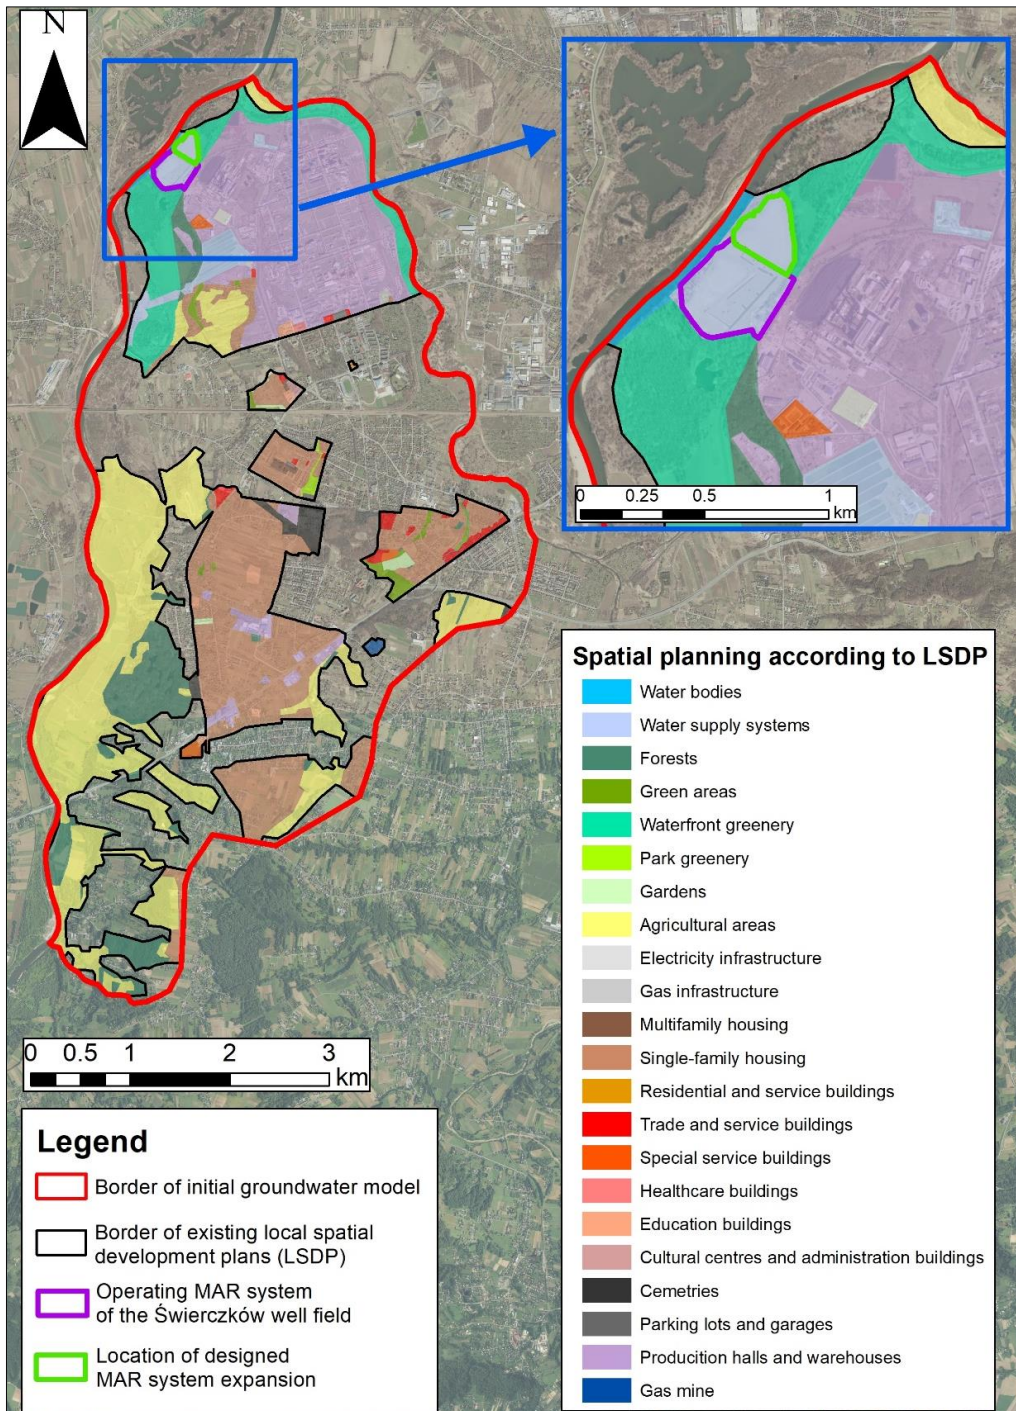 N
0 0.25 0.5 1
km
Spatial planning according to LSDP
Water bodies
Water supply systems
Forests
Green areas
Waterfront greenery
Park greenery
Gardens
Agricultural areas
Electricity infrastructure
Gas infrastructure
Multifamily housing
Single-family housing
Residential and service buildings
Trade and service buildings
Special service buildings
Healthcare buildings
Education buildings
Cultural centres and administration buildings
Cemetries
Parking lots and garages
Producition halls and warehouses
Gas mine
0 0.5 1 2 3
km
Legend
Border of initial groundwater model
Border of existing local spatial
development plans (LSDP)
Operating MAR system
of the Świerczków well field
Location of designed
MAR system expansion